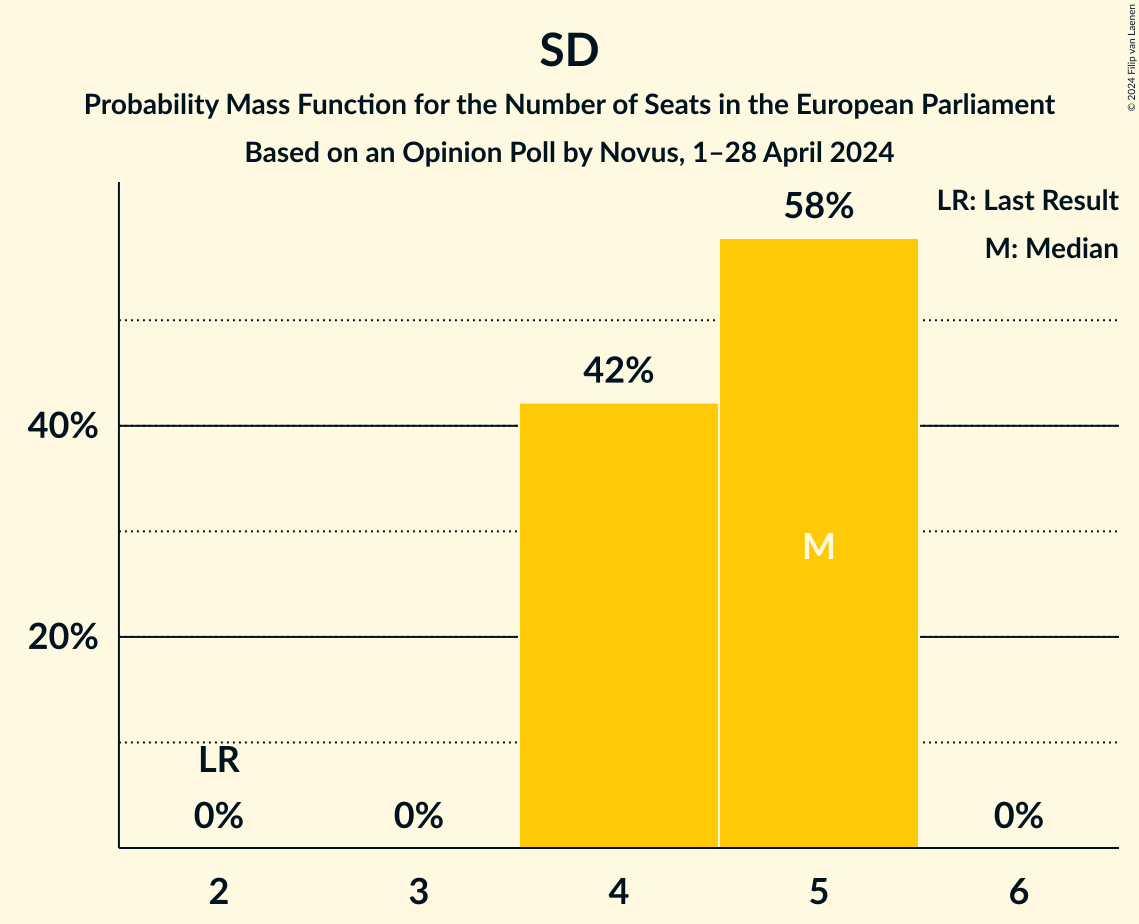 SD
Probability Mass Function for the Number of Seats in the European Parliament
Based on an Opinion Poll by Novus, 1–28 April 2024
© 2024 Filip van Laenen
LR: Last Result
M: Median
58%
42%
40%
M
20%
LR
0%
0%
0%
2
3
4
5
6